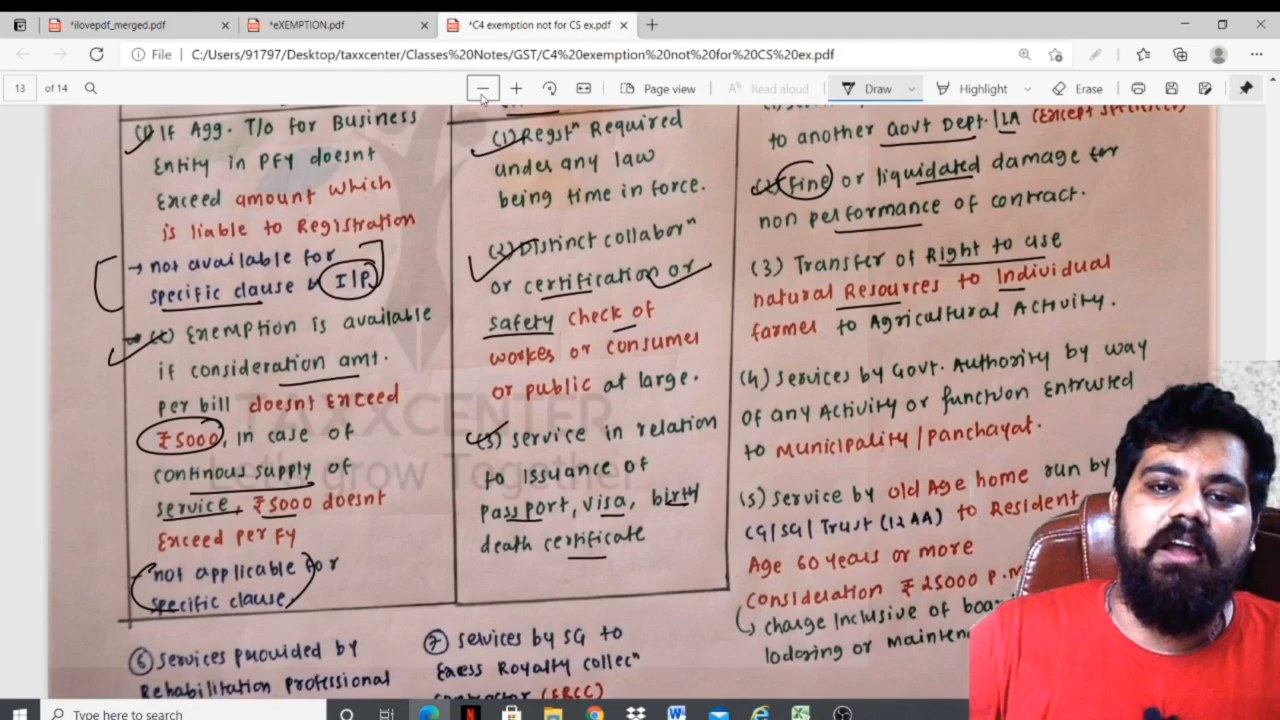 *ilovepdf_merged.pdf
*eXEMPTION.pdf
*C4 exemption not for CS ex.pdf
File
C:/Users/91797/Desktop/taxxcenter/Classes%20Notes/GST/C4%20exemption%20not%20for%20CS%20ex.pdf
13 of 14
Page view
Read aloud
Draw
Highlight
Erase
(1) If Agg. T/o for Business
Entity in PFY doesnt
Exceed amount which
is liable to Registration
→ not available for
specific clause & I/P
Exemption is available
if consideration amt.
per bill doesnt Exceed
₹5000, in case of
continous supply of
service, ₹5000 doesnt
Exceed per FY
not applicable for
specific clause
(1) Regstn Required
under any law
being time in force.
(2) Distinct collaborn
or certification or
safety check of
workes or consumer
or public at large.
(3) service in relation
to issuance of
passport, visa, birth
death certificate
to another Govt Dept./LA
Fine or liquidated damage for
non performance of contract.
(3) Transfer of Right to use
natural Resources to Individual
farmer to Agricultural Activity.
(4) Services by Govt. Authority by way
of any Activity or function Entrusted
to Municipality/panchayat.
(5) Service by old Age home run by
CG/SG/Trust (12AA) to Resident
Age 60 years or more
consideration ₹25000 P.M
charge inclusive of
lodging or
TAXXCENTER
grow Together
⑥ Services provided by
Rehabilitation professional
⑦ Services by SG to
Excess Royalty collecn
contractor (ERCC)
Type here to search